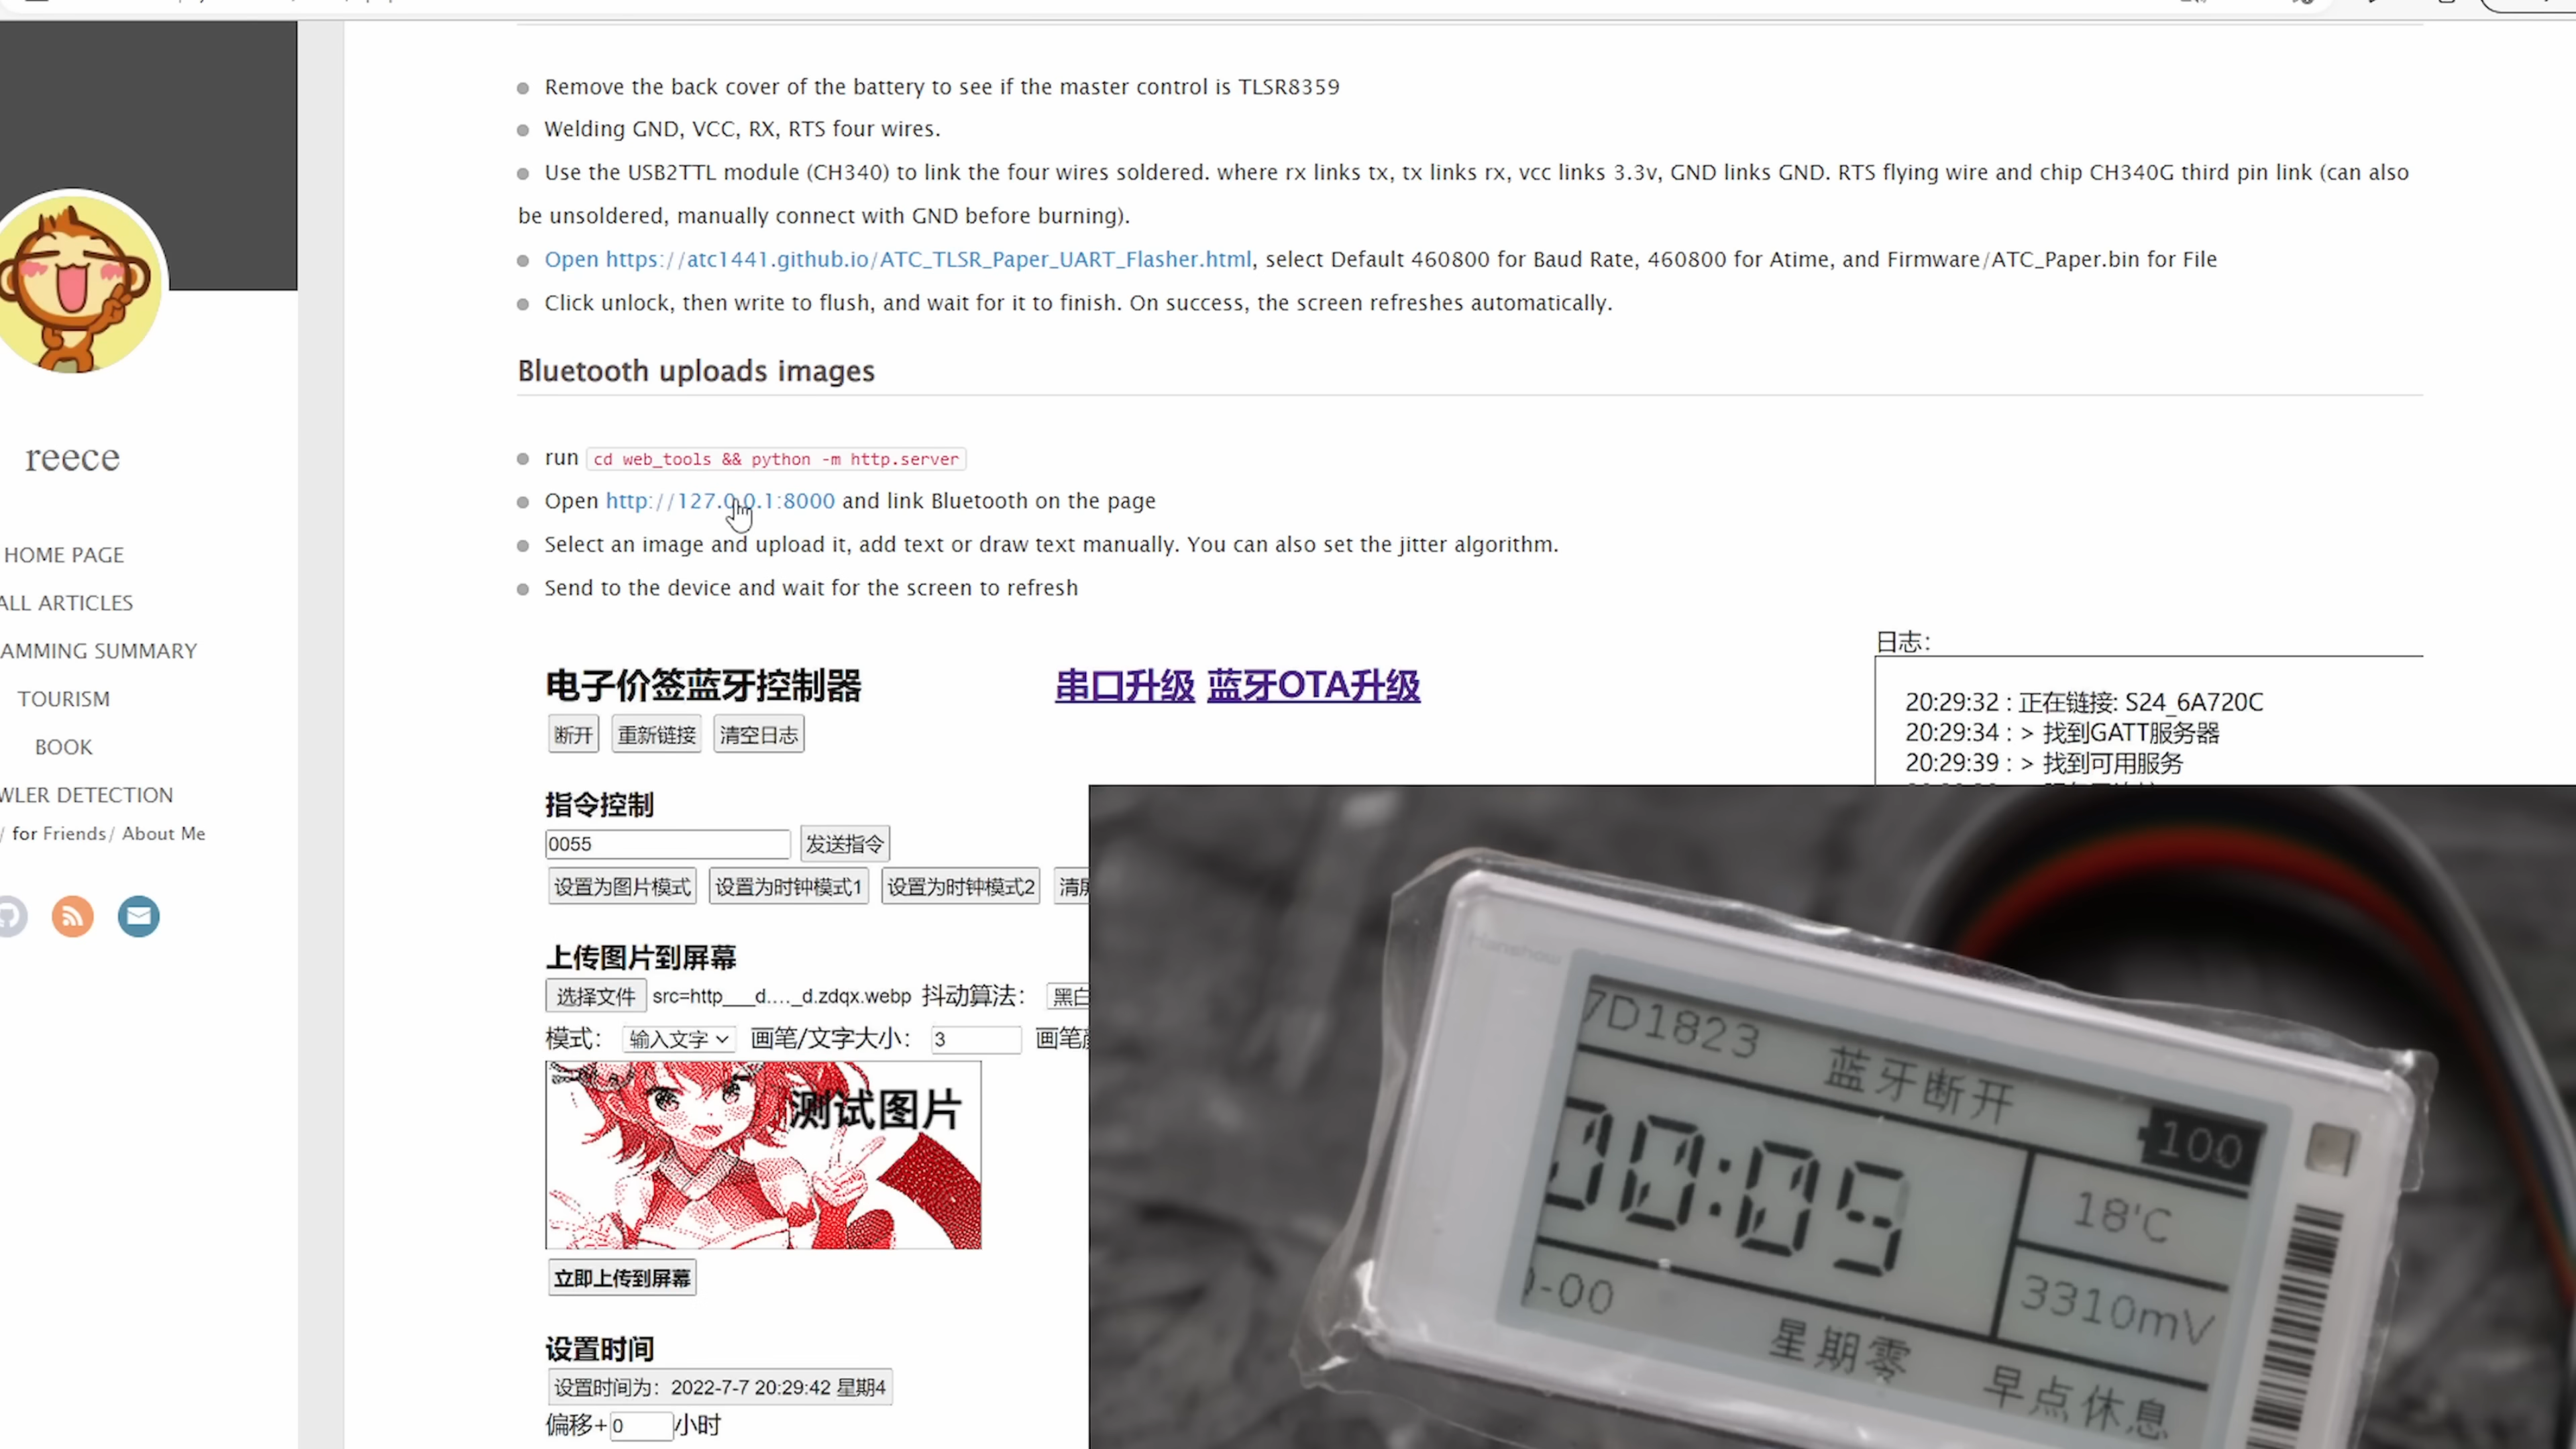 Remove the back cover of the battery to see if the master control is TLSR8359
Welding GND, VCC, RX, RTS four wires.
Use the USB2TTL module (CH340) to link the four wires soldered. where rx links tx, tx links rx, vcc links 3.3v, GND links GND. RTS flying wire and chip CH340G third pin link (can also
be unsoldered, manually connect with GND before burning).
Open https://atc1441.github.io/ATC_TLSR_Paper_UART_Flasher.html, select Default 460800 for Baud Rate, 460800 for Atime, and Firmware/ATC_Paper.bin for File
Click unlock, then write to flush, and wait for it to finish. On success, the screen refreshes automatically.
Bluetooth uploads images
run cd web_tools && python -m http.server
Open http://127.0.0.1:8000 and link Bluetooth on the page
Select an image and upload it, add text or draw text manually. You can also set the jitter algorithm.
Send to the device and wait for the screen to refresh
reece
HOME PAGE
ALL ARTICLES
AMMING SUMMARY
TOURISM
BOOK
WLER DETECTION
/ for Friends/ About Me
电子价签蓝牙控制器
串口升级 蓝牙OTA升级
断开 重新链接 清空日志
日志:
20:29:32 : 正在链接: S24_6A720C
20:29:34 : > 找到GATT服务器
20:29:39 : > 找到可用服务
指令控制
0055 发送指令
设置为图片模式 设置为时钟模式1 设置为时钟模式2 清屏
上传图片到屏幕
选择文件 src=http___d...._d.zdqx.webp 抖动算法: 黑白
模式: 输入文字 画笔/文字大小: 3 画笔
测试图片
立即上传到屏幕
设置时间
设置时间为: 2022-7-7 20:29:42 星期4
偏移+ 0 小时
Hanshow
7D1823 蓝牙断开
100
00:05
18'C
3310mV
-00 星期零 早点休息